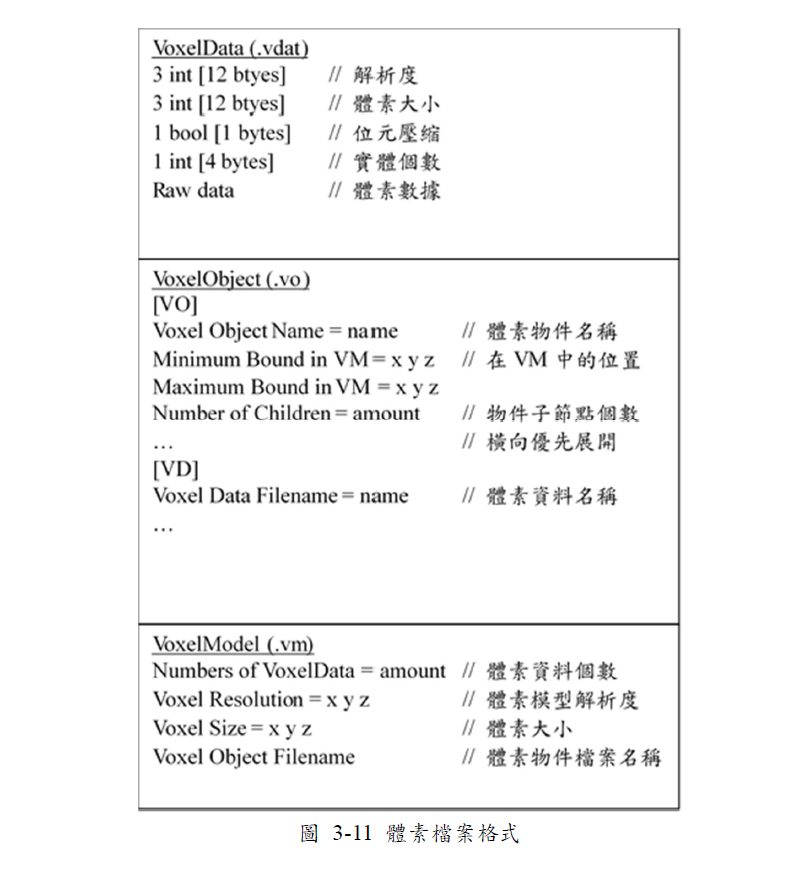 VoxelData (.vdat)
3 int [12 btyes] // 解析度
3 int [12 btyes] // 體素大小
1 bool [1 bytes] // 位元壓縮
1 int [4 bytes] // 實體個數
Raw data // 體素數據
VoxelObject (.vo)
[VO]
Voxel Object Name = name // 體素物件名稱
Minimum Bound in VM = x y z // 在 VM 中的位置
Maximum Bound in VM = x y z
Number of Children = amount // 物件子節點個數
… // 橫向優先展開
[VD]
Voxel Data Filename = name // 體素資料名稱
…
VoxelModel (.vm)
Numbers of VoxelData = amount // 體素資料個數
Voxel Resolution = x y z // 體素模型解析度
Voxel Size = x y z // 體素大小
Voxel Object Filename // 體素物件檔案名稱
圖 3-11 體素檔案格式